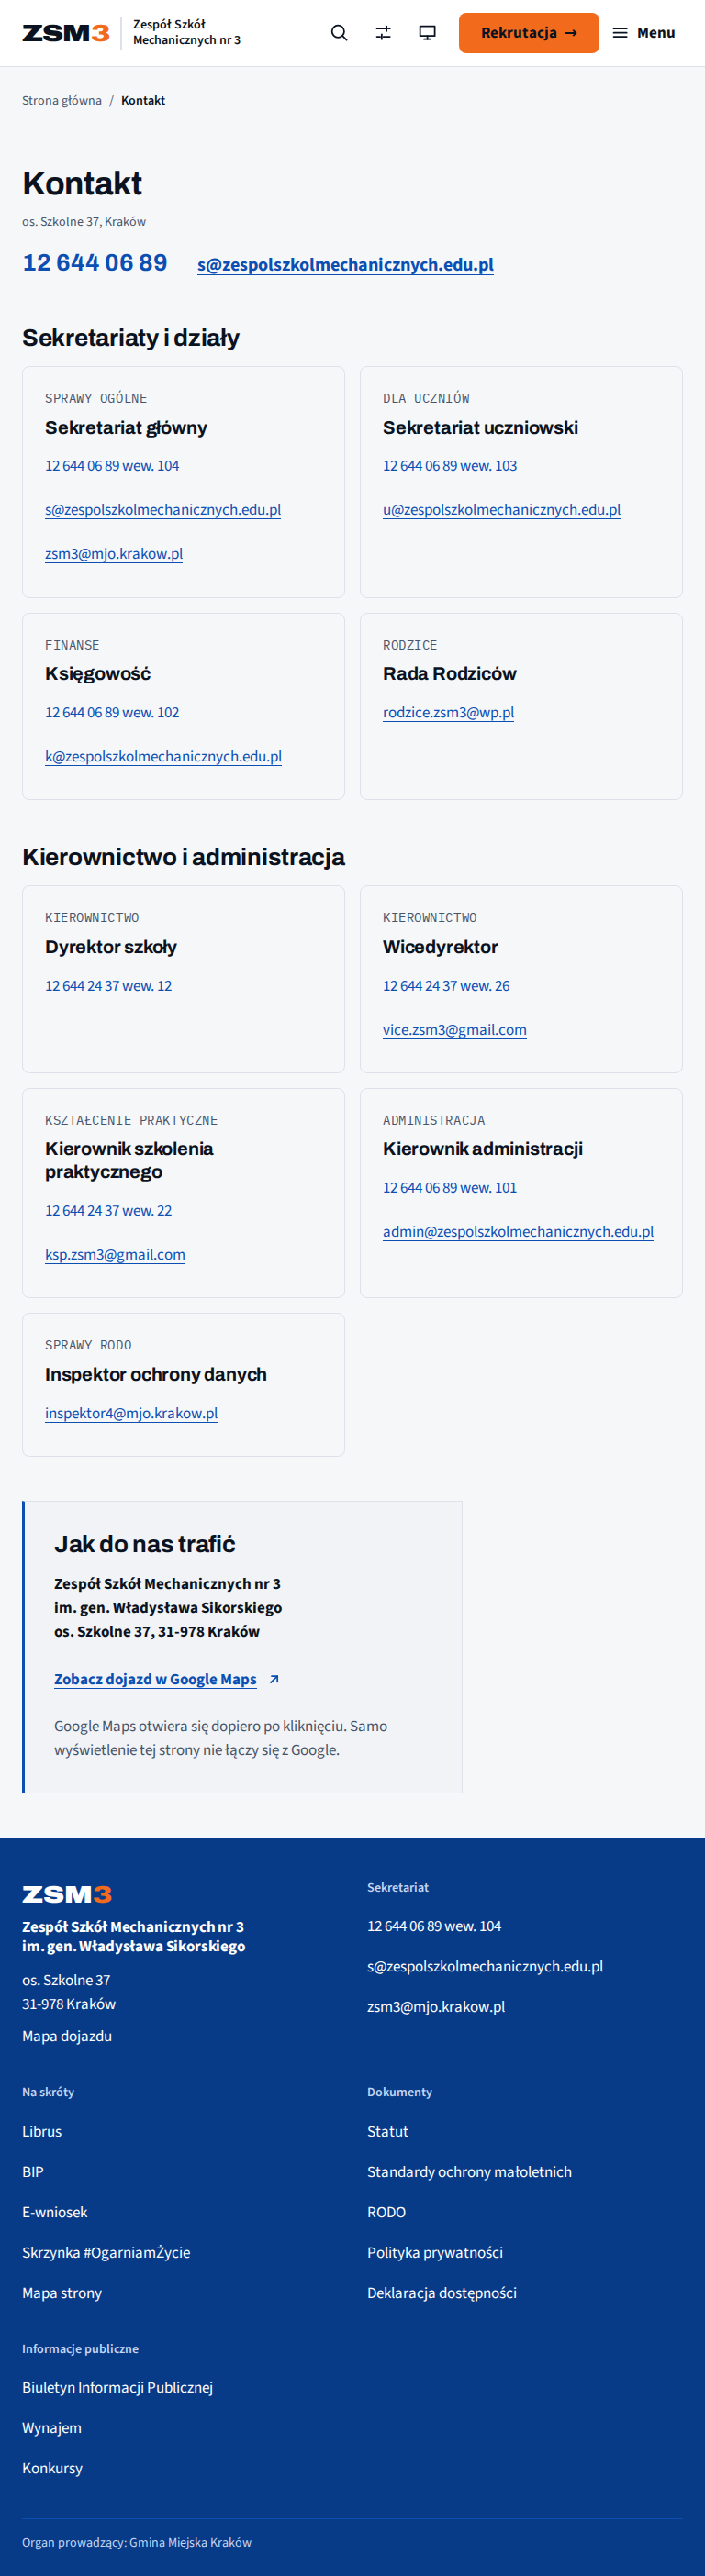 ZSM3
Zespół Szkół
Mechanicznych nr 3
Rekrutacja →
Menu
Strona główna / Kontakt
Kontakt
os. Szkolne 37, Kraków
12 644 06 89
s@zespolszkolmechanicznych.edu.pl
Sekretariaty i działy
SPRAWY OGÓLNE
Sekretariat główny
12 644 06 89 wew. 104
s@zespolszkolmechanicznych.edu.pl
zsm3@mjo.krakow.pl
DLA UCZNIÓW
Sekretariat uczniowski
12 644 06 89 wew. 103
u@zespolszkolmechanicznych.edu.pl
FINANSE
Księgowość
12 644 06 89 wew. 102
k@zespolszkolmechanicznych.edu.pl
RODZICE
Rada Rodziców
rodzice.zsm3@wp.pl
Kierownictwo i administracja
KIEROWNICTWO
Dyrektor szkoły
12 644 24 37 wew. 12
KIEROWNICTWO
Wicedyrektor
12 644 24 37 wew. 26
vice.zsm3@gmail.com
KSZTAŁCENIE PRAKTYCZNE
Kierownik szkolenia
praktycznego
12 644 24 37 wew. 22
ksp.zsm3@gmail.com
ADMINISTRACJA
Kierownik administracji
12 644 06 89 wew. 101
admin@zespolszkolmechanicznych.edu.pl
SPRAWY RODO
Inspektor ochrony danych
inspektor4@mjo.krakow.pl
Jak do nas trafić
Zespół Szkół Mechanicznych nr 3
im. gen. Władysława Sikorskiego
os. Szkolne 37, 31-978 Kraków
Zobacz dojazd w Google Maps ↗
Google Maps otwiera się dopiero po kliknięciu. Samo
wyświetlenie tej strony nie łączy się z Google.
ZSM3
Zespół Szkół Mechanicznych nr 3
im. gen. Władysława Sikorskiego
os. Szkolne 37
31-978 Kraków
Mapa dojazdu
Sekretariat
12 644 06 89 wew. 104
s@zespolszkolmechanicznych.edu.pl
zsm3@mjo.krakow.pl
Na skróty
Librus
BIP
E-wniosek
Skrzynka #OgarniamŻycie
Mapa strony
Dokumenty
Statut
Standardy ochrony małoletnich
RODO
Polityka prywatności
Deklaracja dostępności
Informacje publiczne
Biuletyn Informacji Publicznej
Wynajem
Konkursy
Organ prowadzący: Gmina Miejska Kraków